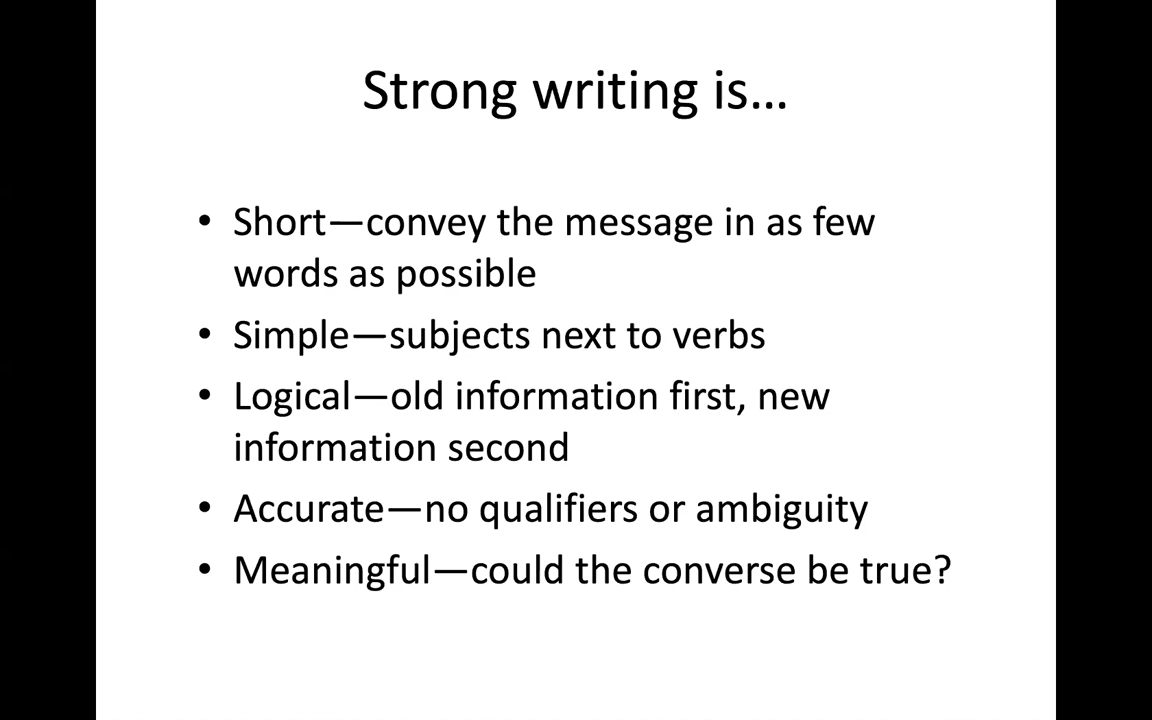 Strong writing is…
• Short—convey the message in as few
words as possible
• Simple—subjects next to verbs
• Logical—old information first, new
information second
• Accurate—no qualifiers or ambiguity
• Meaningful—could the converse be true?